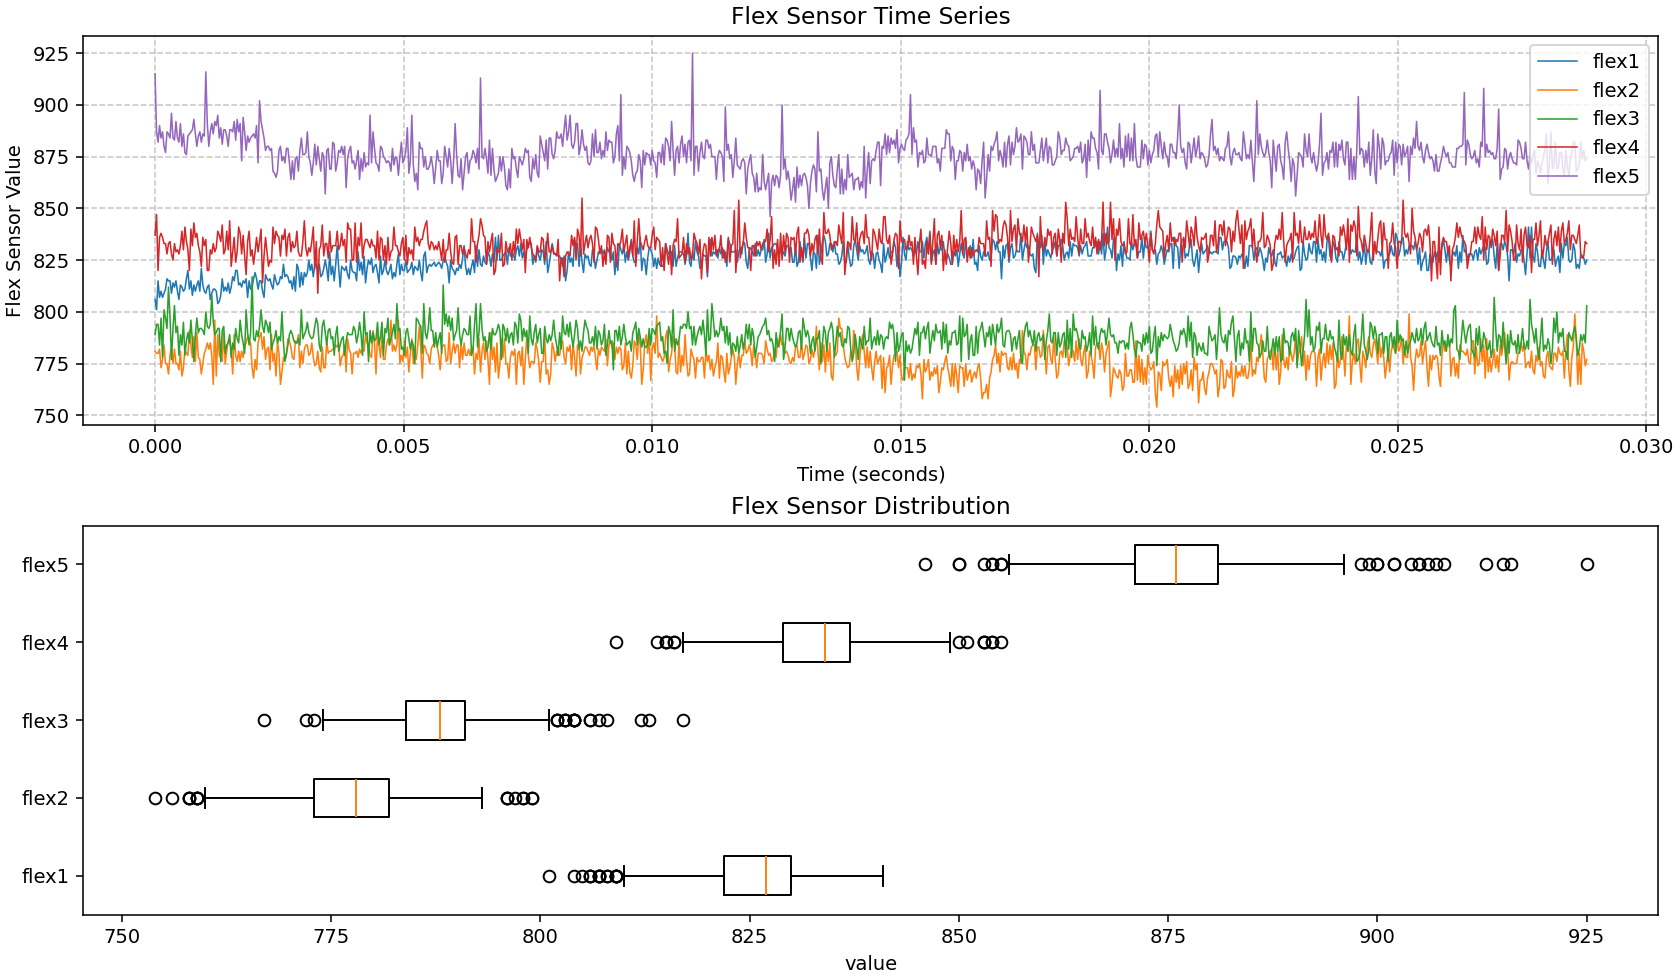 Flex Sensor Time Series
Flex Sensor Value
925
900
875
850
825
800
775
750
flex1
flex2
flex3
flex4
flex5
0.000 0.005 0.010 0.015 0.020 0.025 0.030
Time (seconds)
Flex Sensor Distribution
flex5
flex4
flex3
flex2
flex1
750 775 800 825 850 875 900 925
value